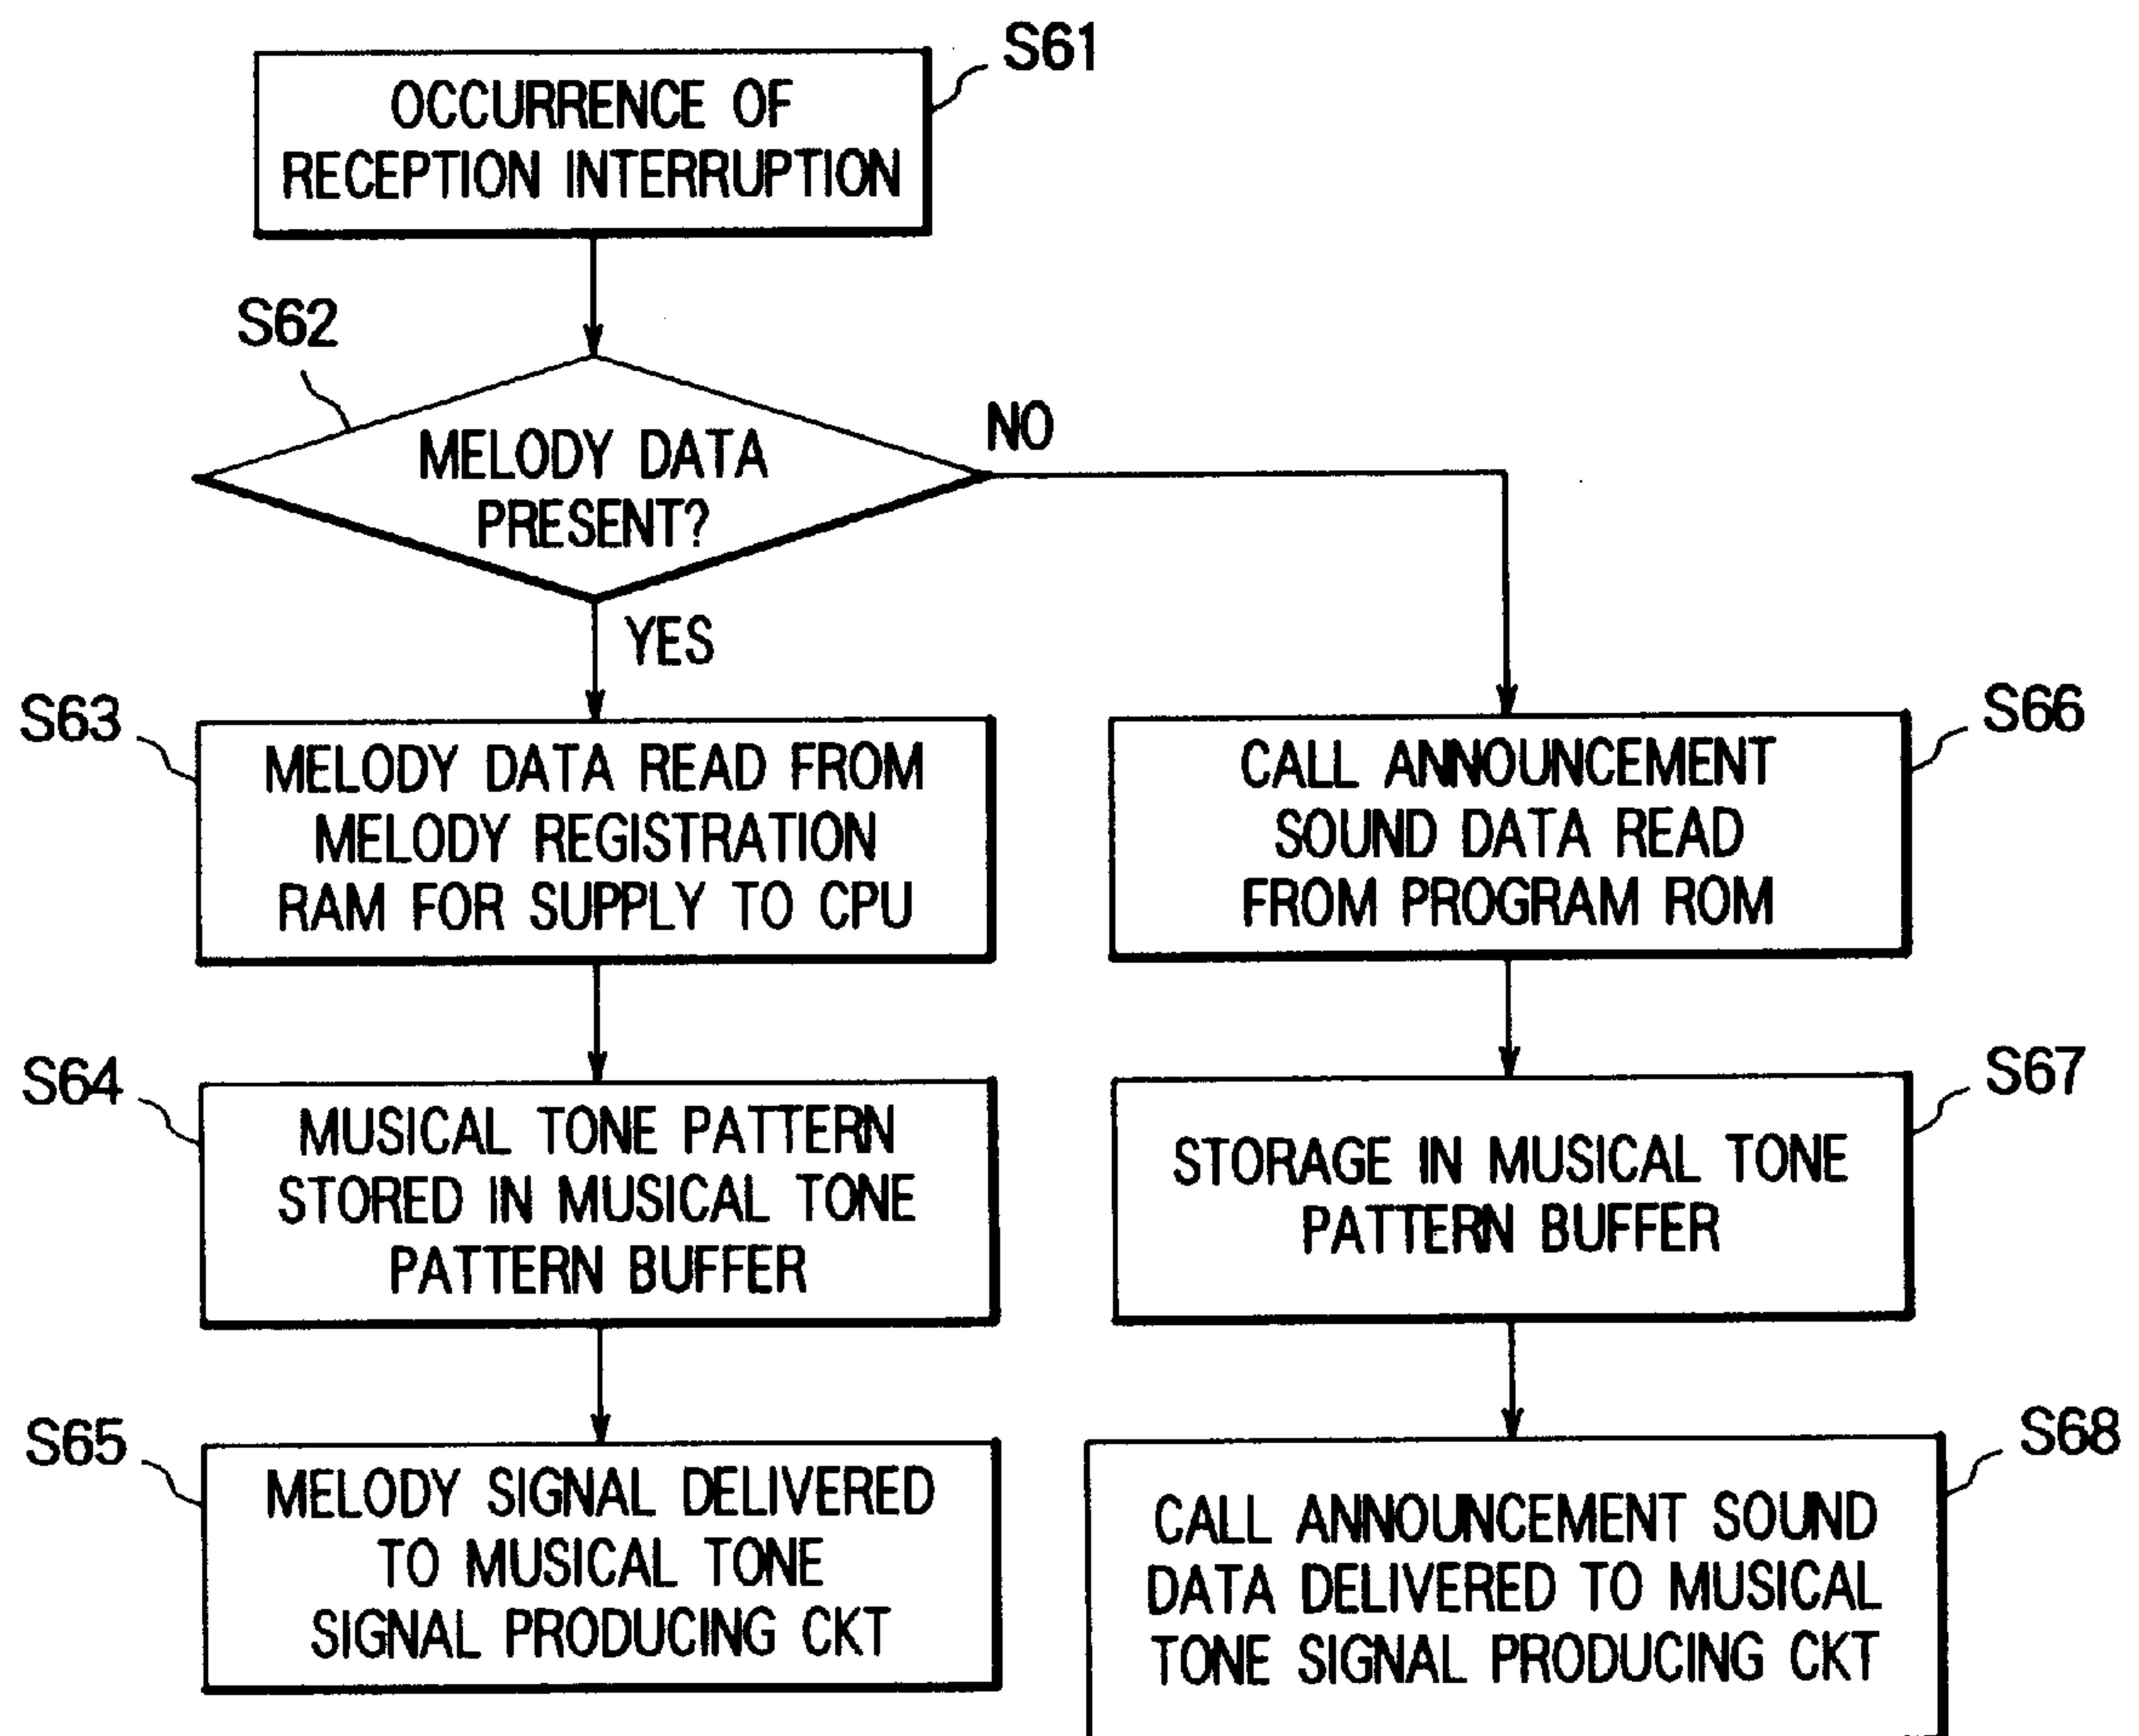 S61
OCCURRENCE OF
RECEPTION INTERRUPTION
S62
MELODY DATA
PRESENT?
NO
YES
S63
MELODY DATA READ FROM
MELODY REGISTRATION
RAM FOR SUPPLY TO CPU
S66
CALL ANNOUNCEMENT
SOUND DATA READ
FROM PROGRAM ROM
S64
MUSICAL TONE PATTERN
STORED IN MUSICAL TONE
PATTERN BUFFER
S67
STORAGE IN MUSICAL TONE
PATTERN BUFFER
S65
MELODY SIGNAL DELIVERED
TO MUSICAL TONE
SIGNAL PRODUCING CKT
S68
CALL ANNOUNCEMENT SOUND
DATA DELIVERED TO MUSICAL
TONE SIGNAL PRODUCING CKT